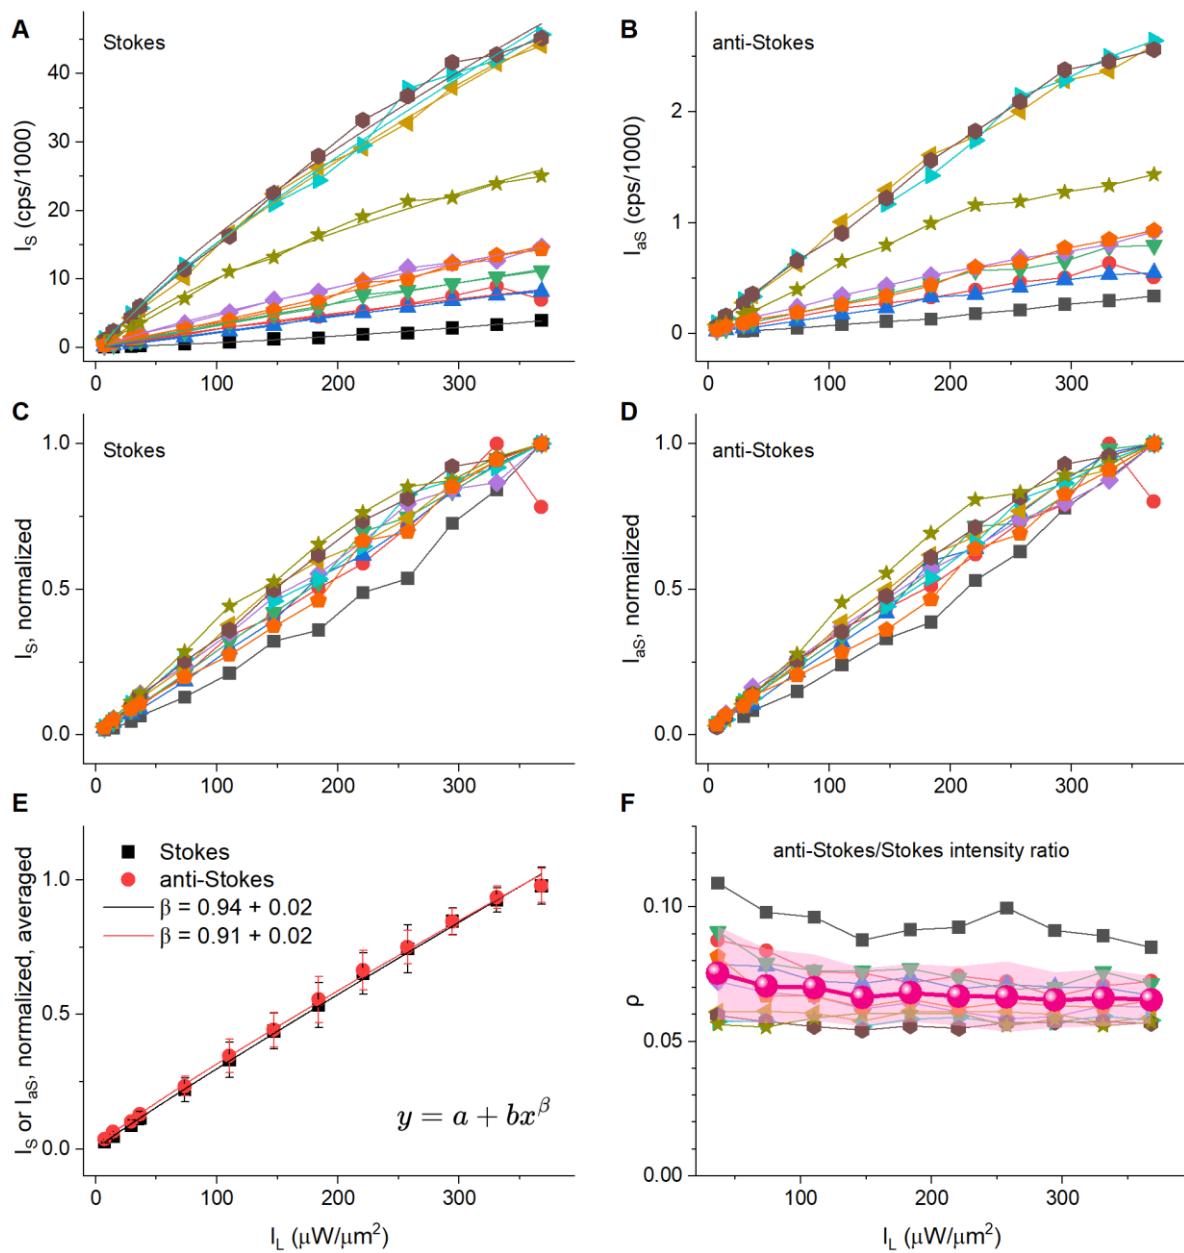 A
Stokes
I_S (cps/1000)
40
30
20
10
0
0
100
200
300
B
anti-Stokes
I_aS (cps/1000)
2
1
0
0
100
200
300
C
Stokes
I_S, normalized
1.0
0.5
0.0
0
100
200
300
D
anti-Stokes
I_aS, normalized
1.0
0.5
0.0
0
100
200
300
E
Stokes
anti-Stokes
β = 0.94 + 0.02
β = 0.91 + 0.02
I_S or I_aS, normalized, averaged
1.0
0.5
0.0
y = a + bx^β
0
100
200
300
I_L (μW/μm²)
F
anti-Stokes/Stokes intensity ratio
ρ
0.10
0.05
0.00
100
200
300
I_L (μW/μm²)